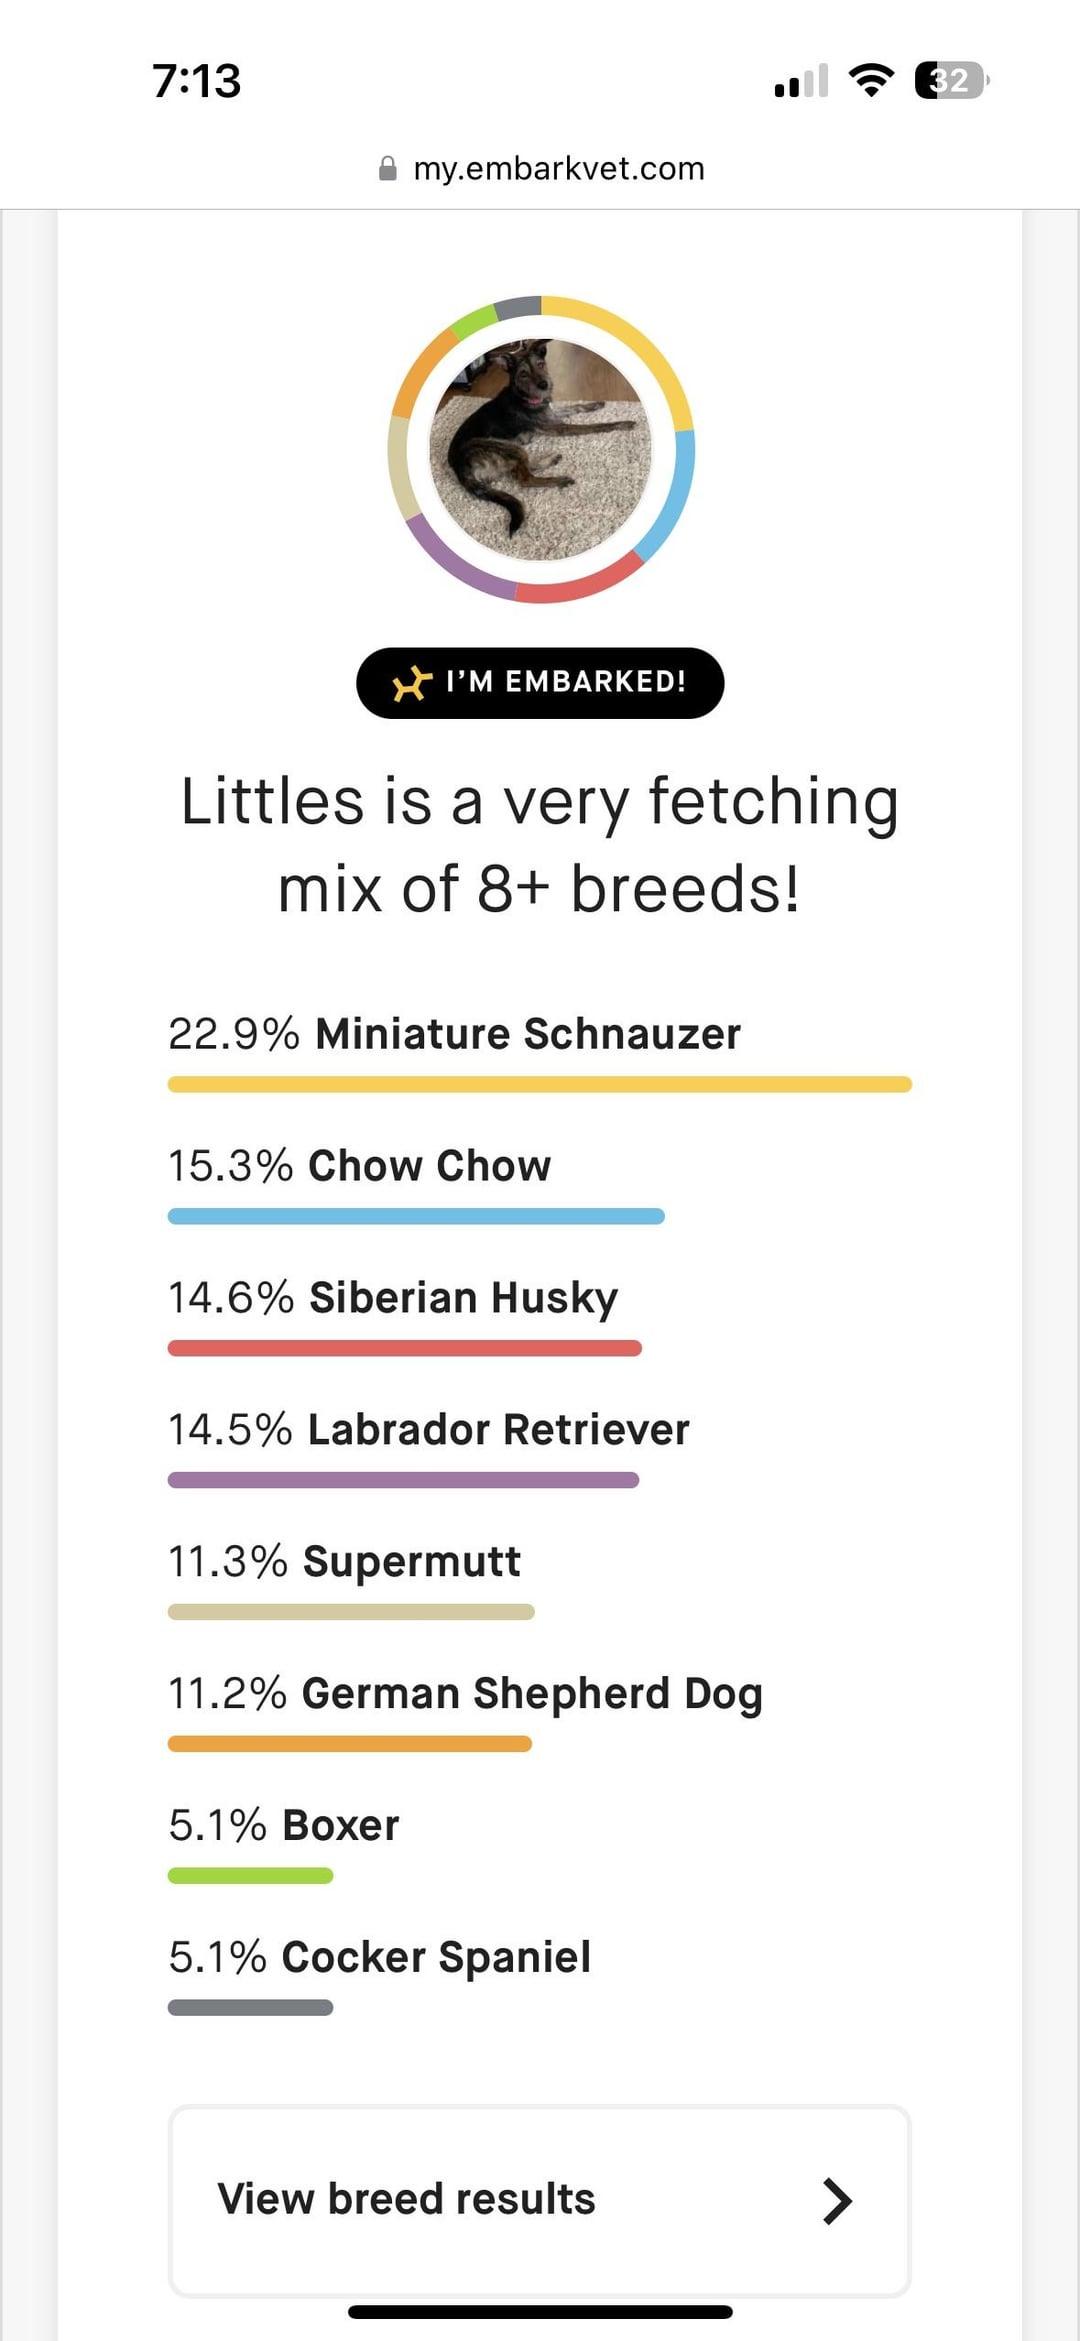 7:13
32
my.embarkvet.com
I'M EMBARKED!
Littles is a very fetching
mix of 8+ breeds!
22.9% Miniature Schnauzer
15.3% Chow Chow
14.6% Siberian Husky
14.5% Labrador Retriever
11.3% Supermutt
11.2% German Shepherd Dog
5.1% Boxer
5.1% Cocker Spaniel
View breed results